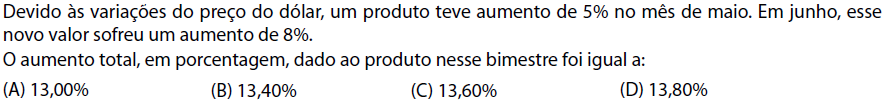 Devido às variações do preço do dólar, um produto teve aumento de 5% no mês de maio. Em junho, esse
novo valor sofreu um aumento de 8%.
O aumento total, em porcentagem, dado ao produto nesse bimestre foi igual a:
(A) 13,00% (B) 13,40% (C) 13,60% (D) 13,80%